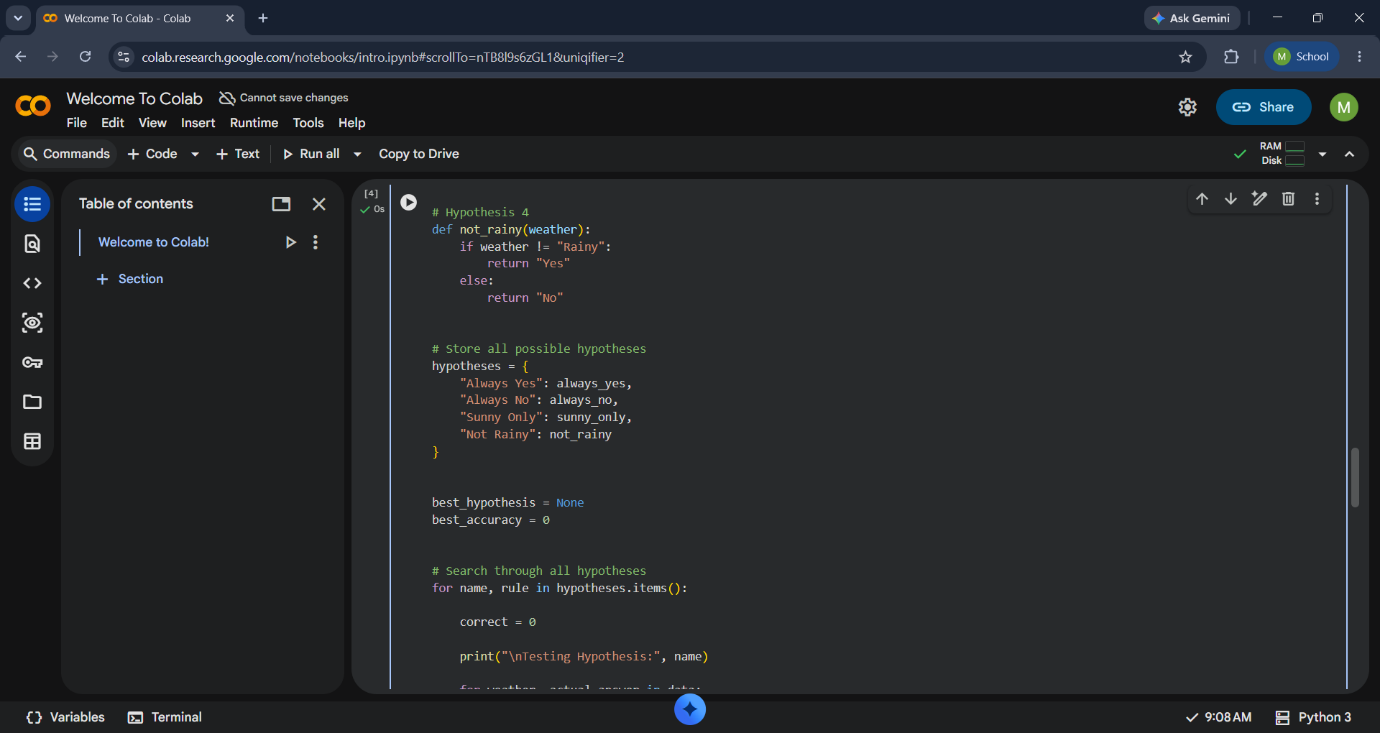 Welcome To Colab - Colab
Ask Gemini
colab.research.google.com/notebooks/intro.ipynb#scrollTo=nTB8l9s6zGL1&uniqifier=2
M School
Welcome To Colab
Cannot save changes
Share
M
File Edit View Insert Runtime Tools Help
Commands + Code + Text Run all Copy to Drive
RAM
Disk
Table of contents
Welcome to Colab!
+ Section
[4]
0s
# Hypothesis 4
def not_rainy(weather):
    if weather != "Rainy":
        return "Yes"
    else:
        return "No"
# Store all possible hypotheses
hypotheses = {
    "Always Yes": always_yes,
    "Always No": always_no,
    "Sunny Only": sunny_only,
    "Not Rainy": not_rainy
}
best_hypothesis = None
best_accuracy = 0
# Search through all hypotheses
for name, rule in hypotheses.items():
    correct = 0
    print("\nTesting Hypothesis:", name)
    for weather, actual_answer in data:
{} Variables Terminal
9:08 AM Python 3